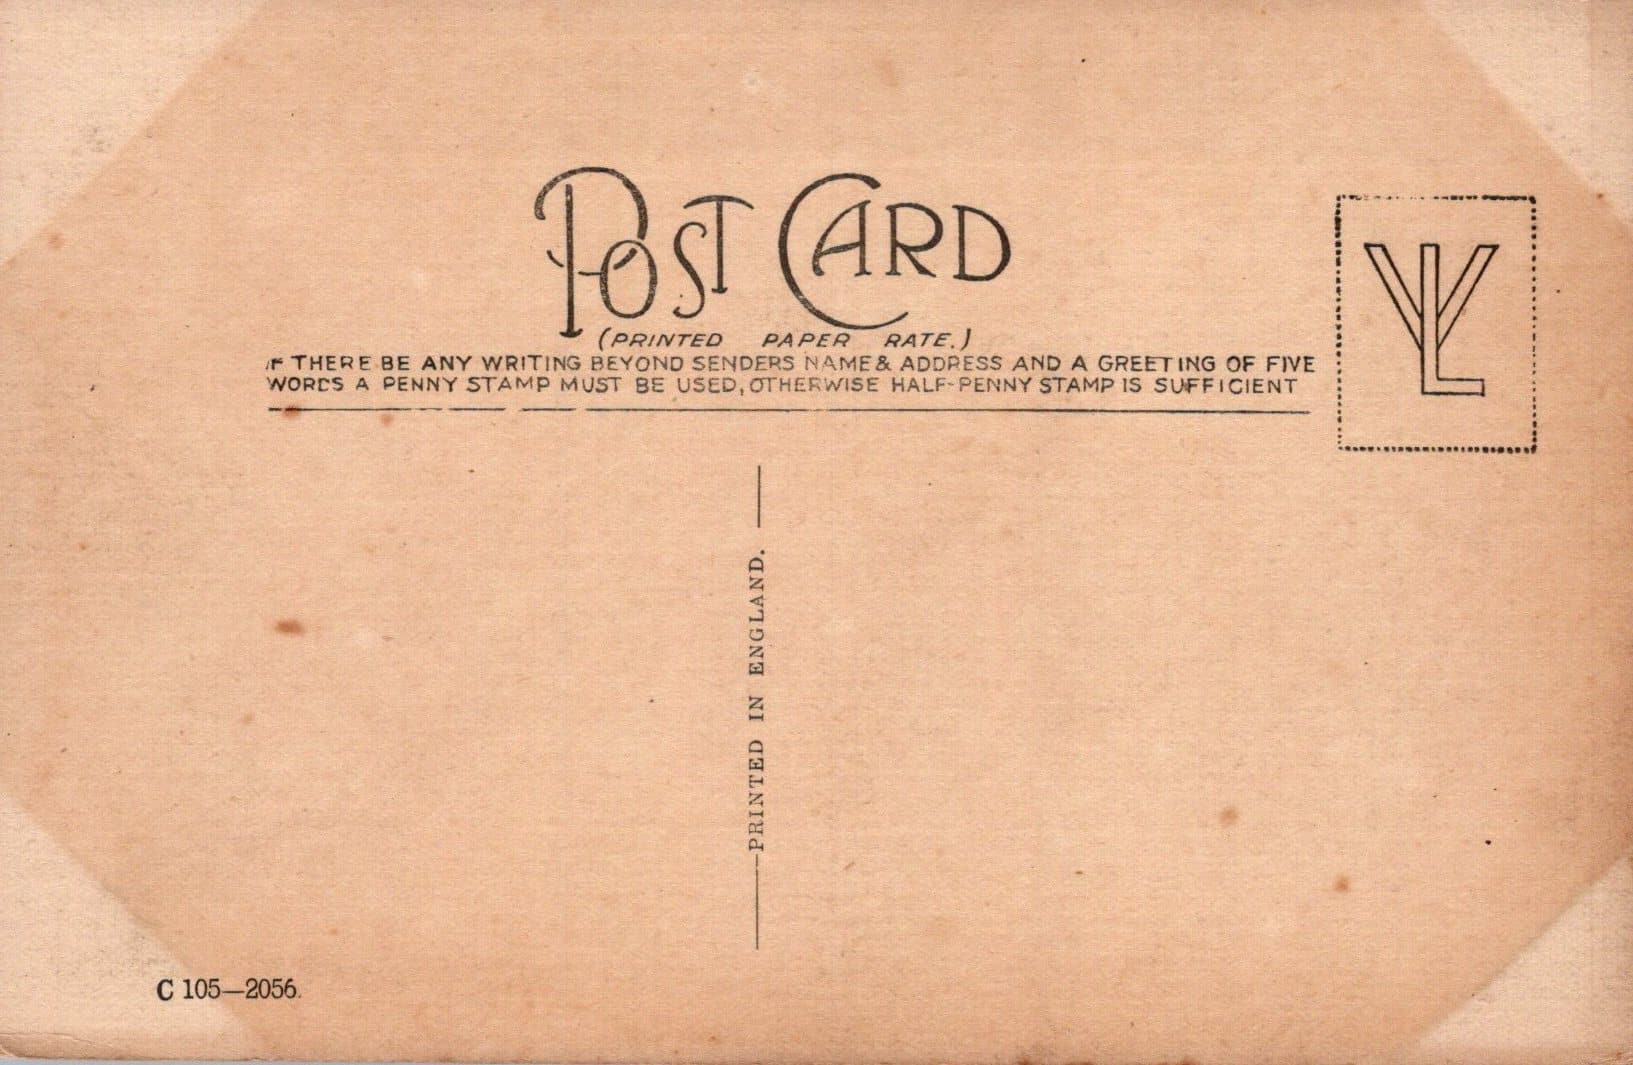 POST CARD
(PRINTED PAPER RATE.)
IF THERE BE ANY WRITING BEYOND SENDERS NAME & ADDRESS AND A GREETING OF FIVE
WORDS A PENNY STAMP MUST BE USED, OTHERWISE HALF-PENNY STAMP IS SUFFICIENT
PRINTED IN ENGLAND.
C 105—2056.